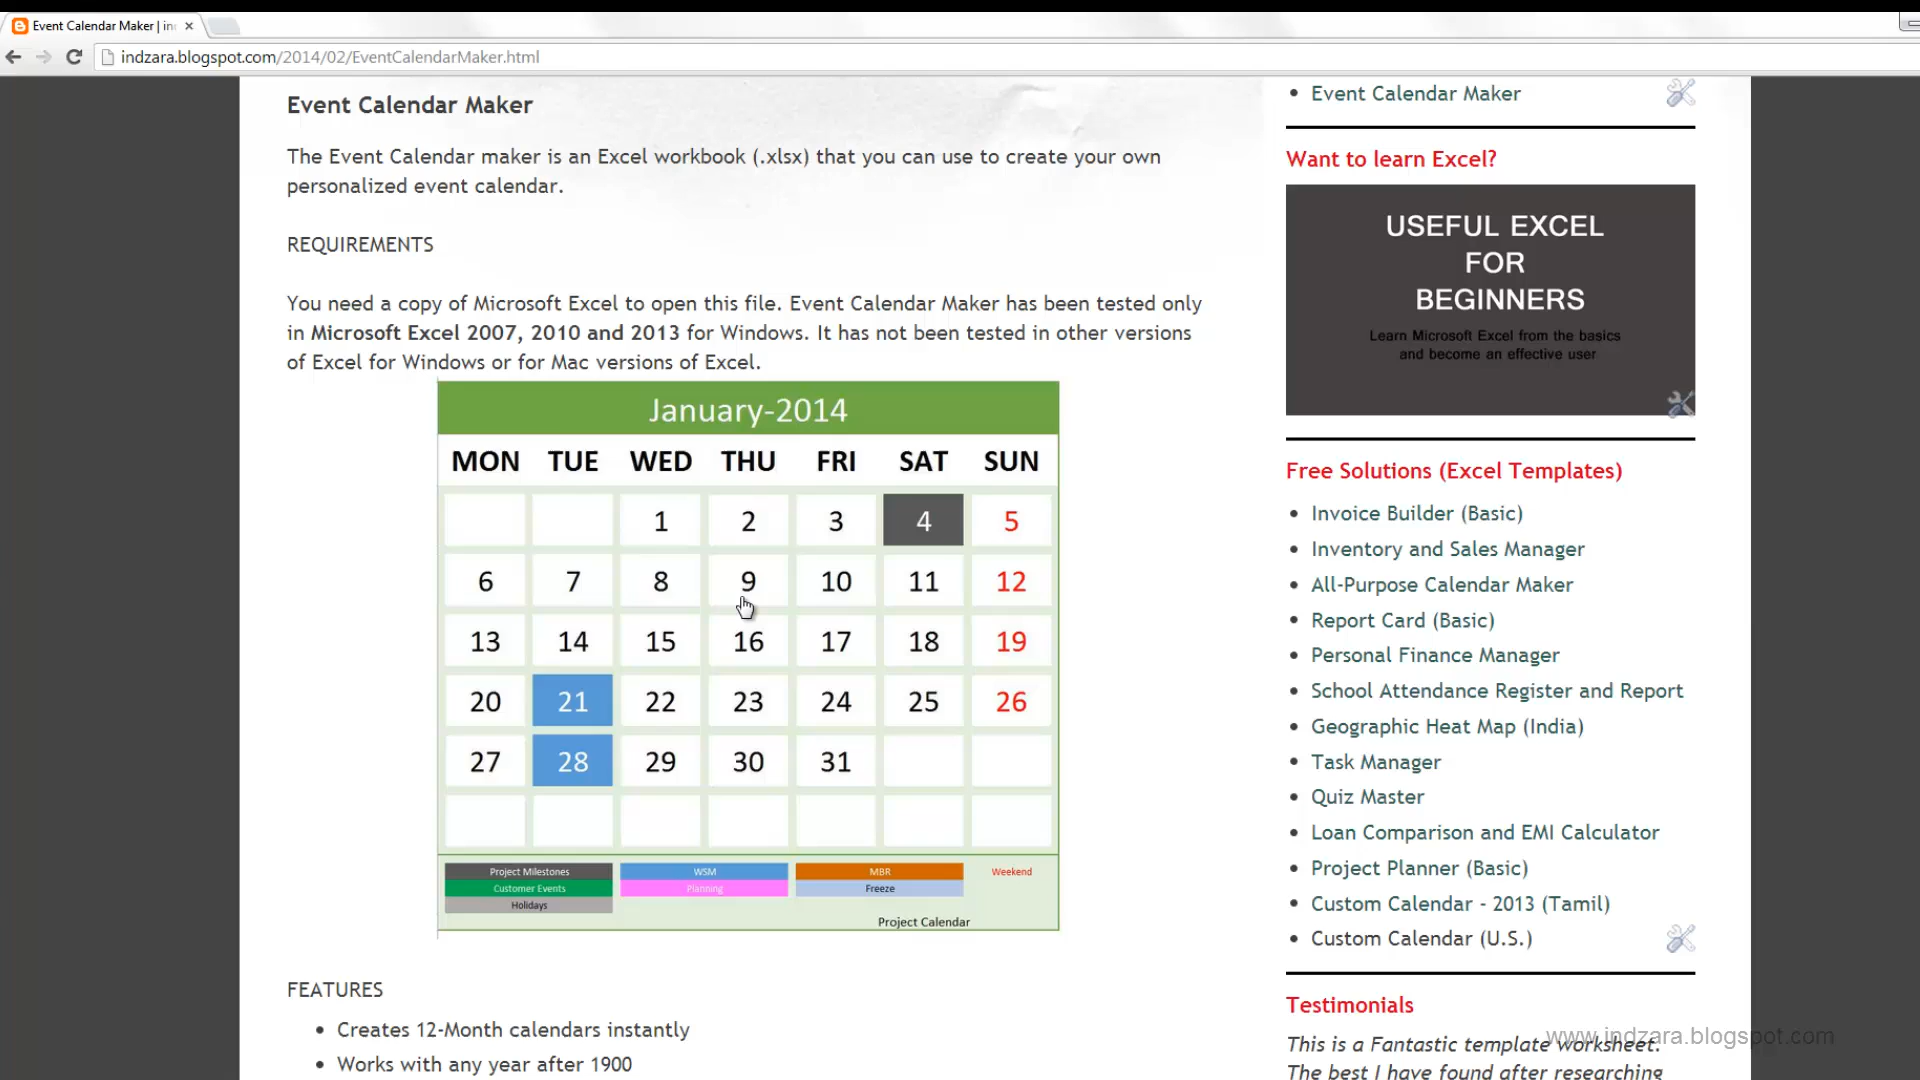 Event Calendar Maker | in
indzara.blogspot.com/2014/02/EventCalendarMaker.html
Event Calendar Maker
The Event Calendar maker is an Excel workbook (.xlsx) that you can use to create your own
personalized event calendar.
REQUIREMENTS
You need a copy of Microsoft Excel to open this file. Event Calendar Maker has been tested only
in Microsoft Excel 2007, 2010 and 2013 for Windows. It has not been tested in other versions
of Excel for Windows or for Mac versions of Excel.
January-2014
MON TUE WED THU FRI SAT SUN
1 2 3 4 5
6 7 8 9 10 11 12
13 14 15 16 17 18 19
20 21 22 23 24 25 26
27 28 29 30 31
Project Milestones WSM MBR Weekend
Customer Events Planning Freeze
Holidays
Project Calendar
FEATURES
• Creates 12-Month calendars instantly
• Works with any year after 1900
• Event Calendar Maker
Want to learn Excel?
USEFUL EXCEL
FOR
BEGINNERS
Learn Microsoft Excel from the basics
and become an effective user
Free Solutions (Excel Templates)
• Invoice Builder (Basic)
• Inventory and Sales Manager
• All-Purpose Calendar Maker
• Report Card (Basic)
• Personal Finance Manager
• School Attendance Register and Report
• Geographic Heat Map (India)
• Task Manager
• Quiz Master
• Loan Comparison and EMI Calculator
• Project Planner (Basic)
• Custom Calendar - 2013 (Tamil)
• Custom Calendar (U.S.)
Testimonials
This is a Fantastic template worksheet.
The best I have found after researching
www.indzara.blogspot.com